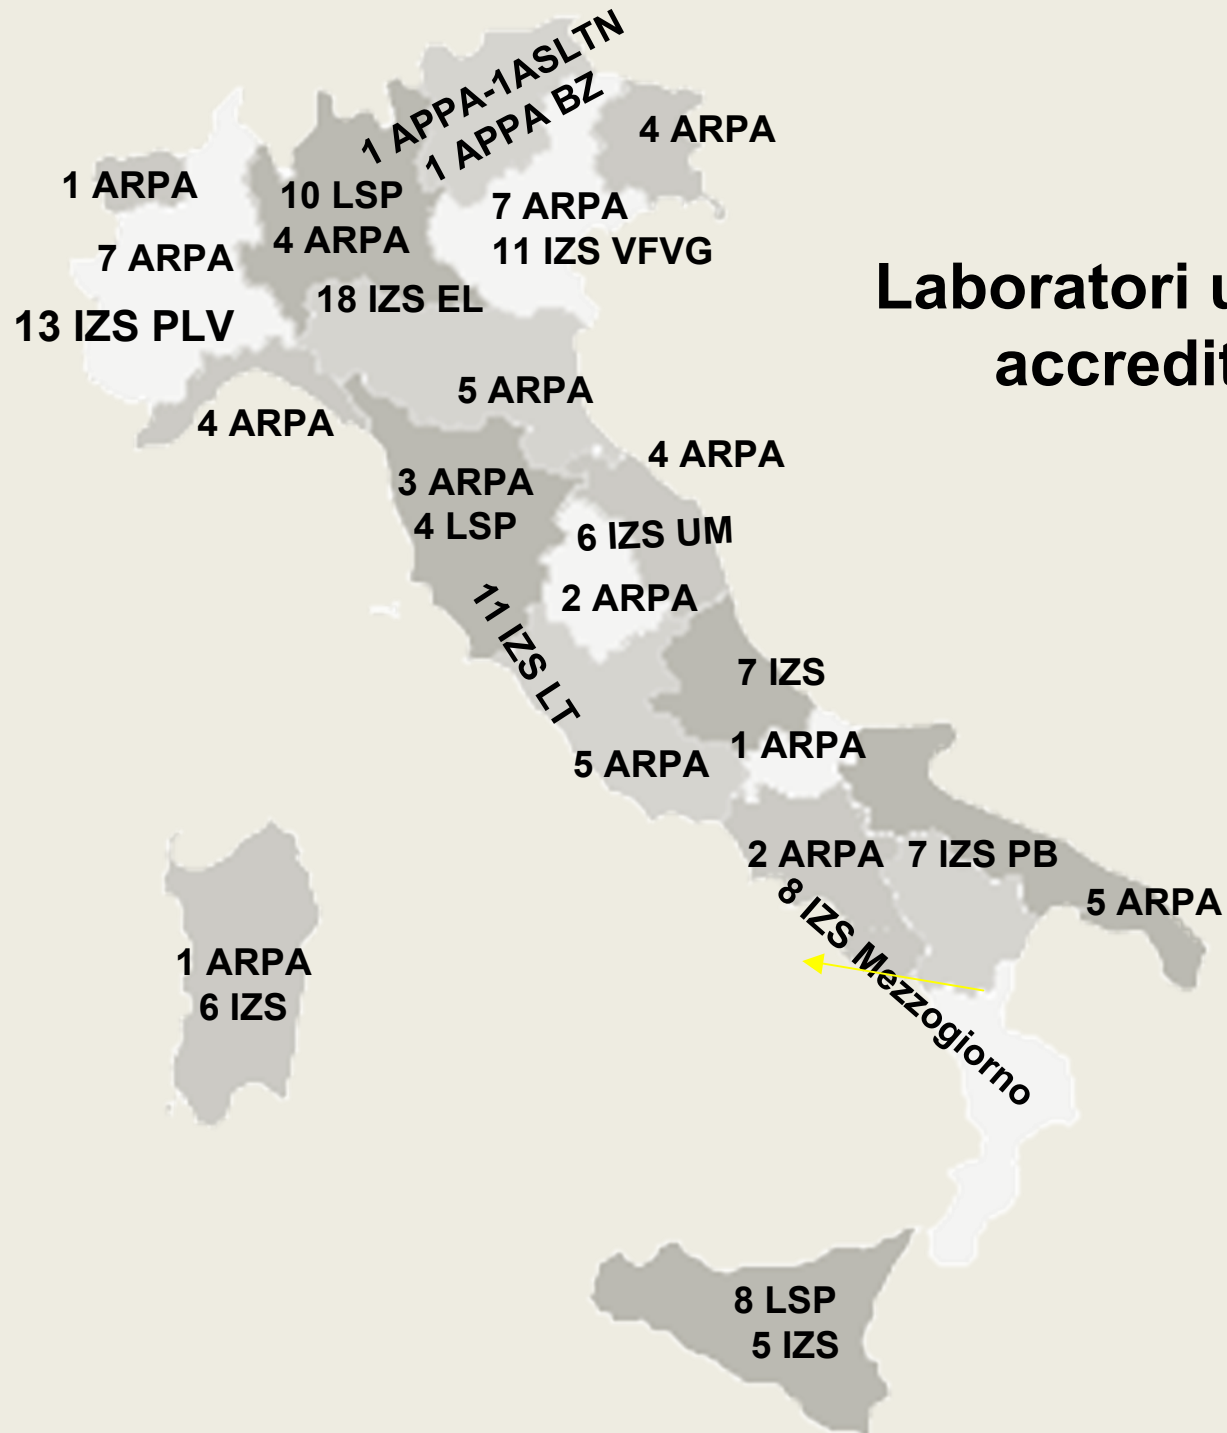 1 APPA-1ASLTN
1 APPA BZ
4 ARPA
1 ARPA
10 LSP
4 ARPA
7 ARPA
11 IZS VFVG
7 ARPA
13 IZS PLV
18 IZS EL
Laboratori
5 ARPA
4 ARPA
4 ARPA
3 ARPA
4 LSP
6 IZS UM
2 ARPA
11 IZS LT
7 IZS
1 ARPA
5 ARPA
2 ARPA
7 IZS PB
5 ARPA
8 IZS Mezzogiorno
1 ARPA
6 IZS
8 LSP
5 IZS